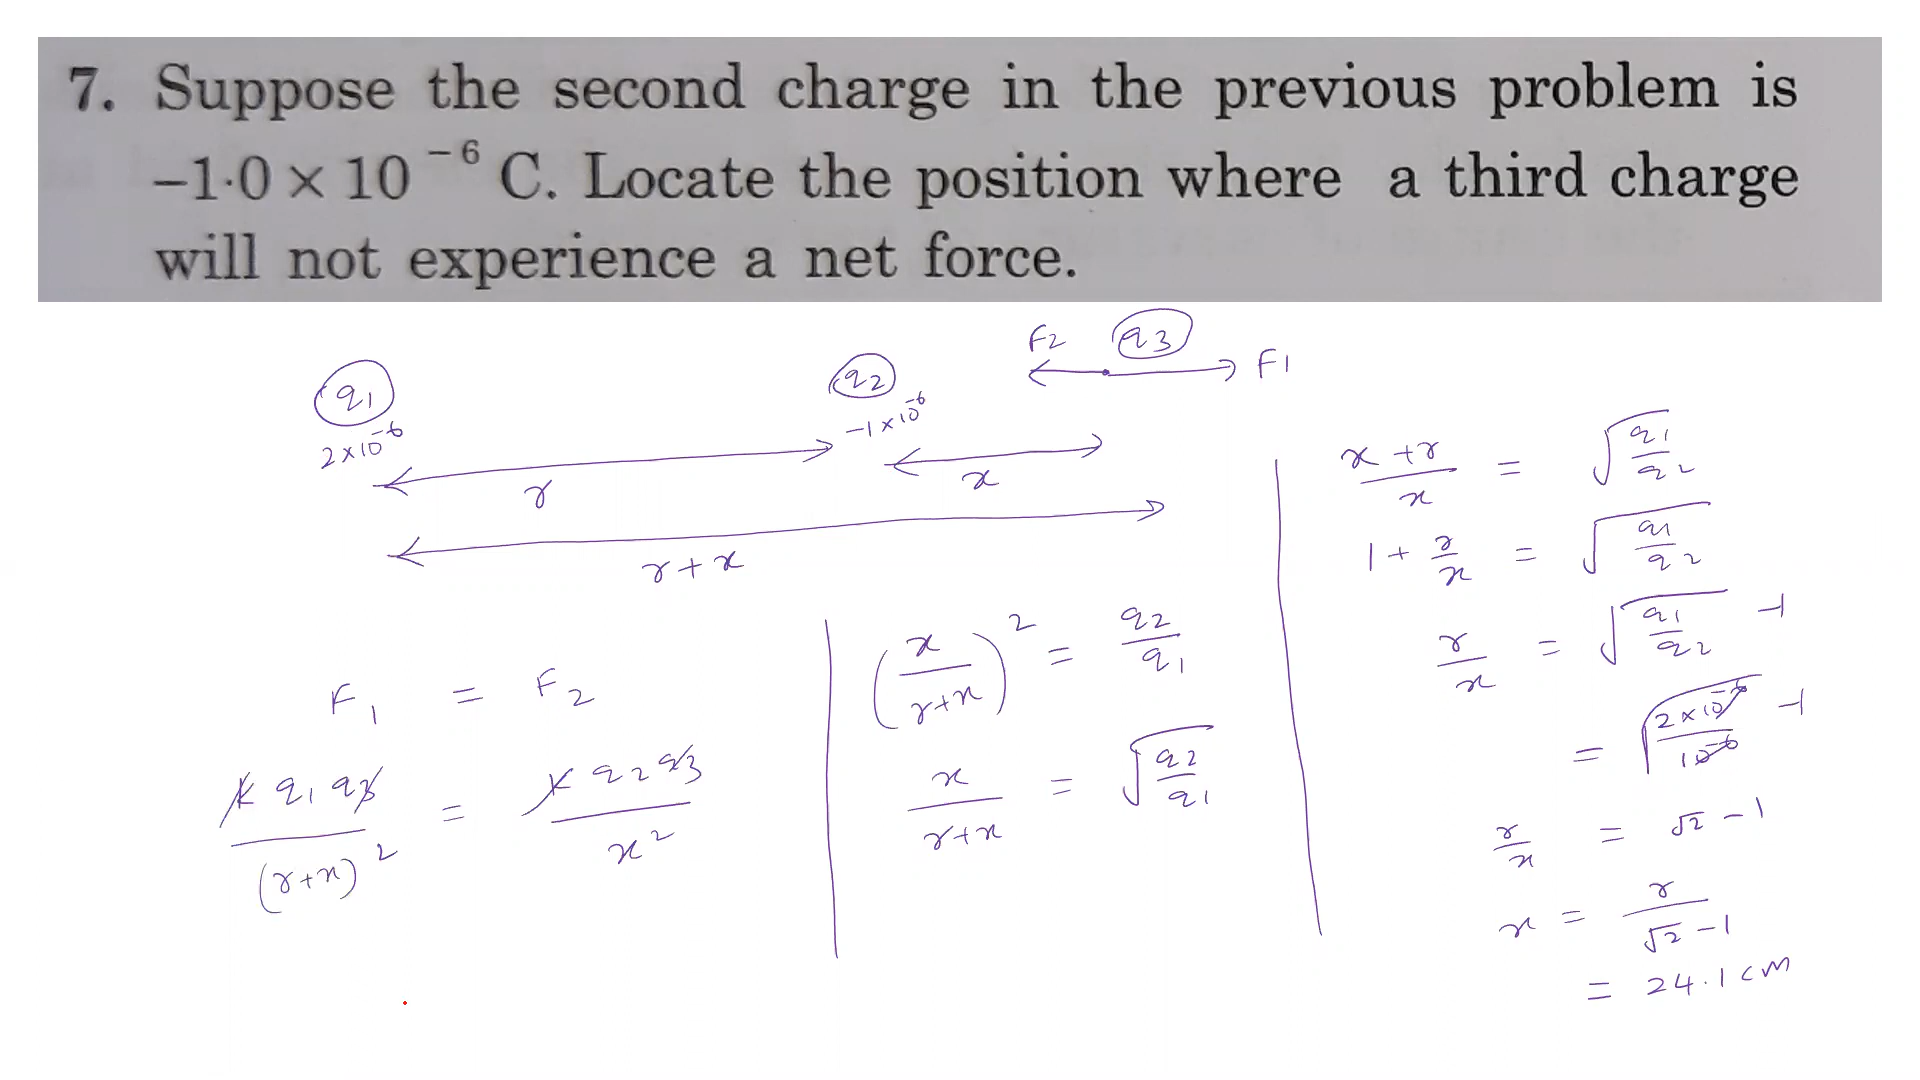 7. Suppose the second charge in the previous problem is
−1·0 × 10⁻⁶ C. Locate the position where a third charge
will not experience a net force.
q₁
2×10⁻⁶
q₂
−1×10⁻⁶
F2 q3 F1
r
x
r+x
F₁ = F₂
K q₁ q₃ / (r+x)² = K q₂ q₃ / x²
(x / r+x)² = q₂ / q₁
x / r+x = √(q₂ / q₁)
x+r / x = √(q₁ / q₂)
1 + r/x = √(q₁ / q₂)
r/x = √(q₁ / q₂) −1
= √(2×10⁻⁶ / 10⁻⁶) −1
r/x = √2 −1
x = r / √2 −1
= 24.1 cm